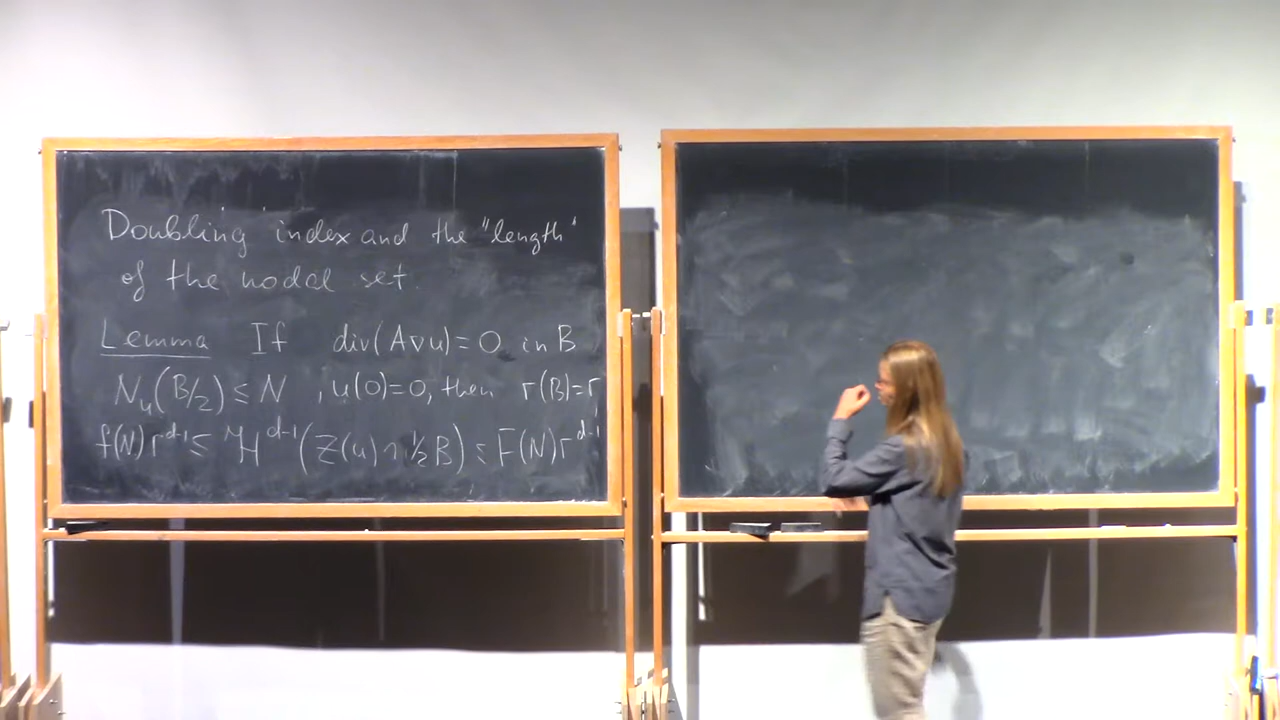 Doubling index and the "length"
of the nodal set.
Lemma If div(A∇u)=0 in B
N_u(B/2) ≤ N , u(0)=0, then r(B)=r
f(N) r^{d-1} ≤ H^{d-1}(Z(u) ∩ ½B) ≤ F(N) r^{d-1}